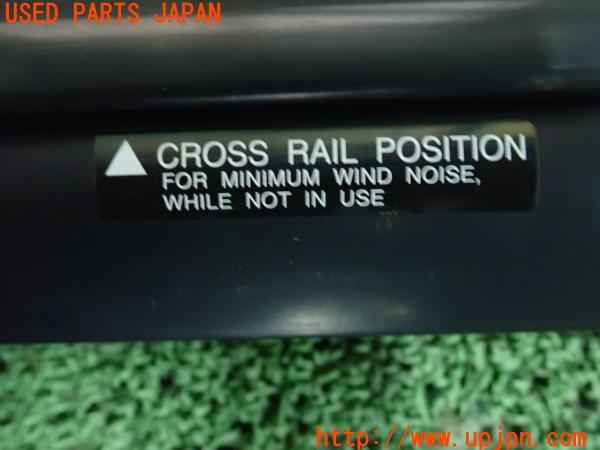 USED PARTS JAPAN
▲ CROSS RAIL POSITION
FOR MINIMUM WIND NOISE,
WHILE NOT IN USE
http://www.upjpn.com